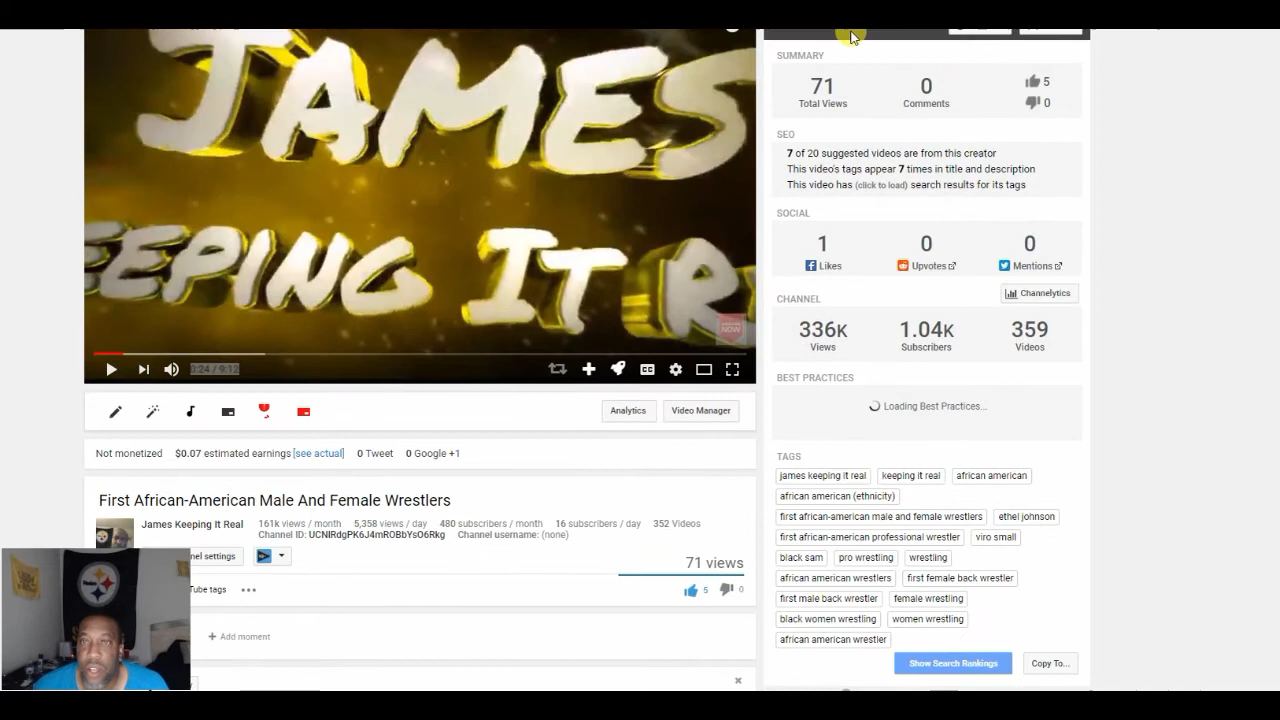 JAMES
EEPING IT R
NOW
0:24 / 9:12
CC
Analytics
Video Manager
Not monetized $0.07 estimated earnings [see actual] 0 Tweet 0 Google +1
First African-American Male And Female Wrestlers
James Keeping It Real 161k views / month 5,358 views / day 480 subscribers / month 16 subscribers / day 352 Videos
Channel ID: UCNIRdgPK6J4mROBbYsO6Rkg Channel username: (none)
nel settings
71 views
Tube tags
5 0
+ Add moment
SUMMARY
71 0 5
Total Views Comments 0
SEO
7 of 20 suggested videos are from this creator
This video's tags appear 7 times in title and description
This video has (click to load) search results for its tags
SOCIAL
1 0 0
Likes Upvotes Mentions
CHANNEL Channelytics
336K 1.04K 359
Views Subscribers Videos
BEST PRACTICES
Loading Best Practices...
TAGS
james keeping it real keeping it real african american
african american (ethnicity)
first african-american male and female wrestlers ethel johnson
first african-american professional wrestler viro small
black sam pro wrestling wrestling
african american wrestlers first female back wrestler
first male back wrestler female wrestling
black women wrestling women wrestling
african american wrestler
Show Search Rankings Copy To...